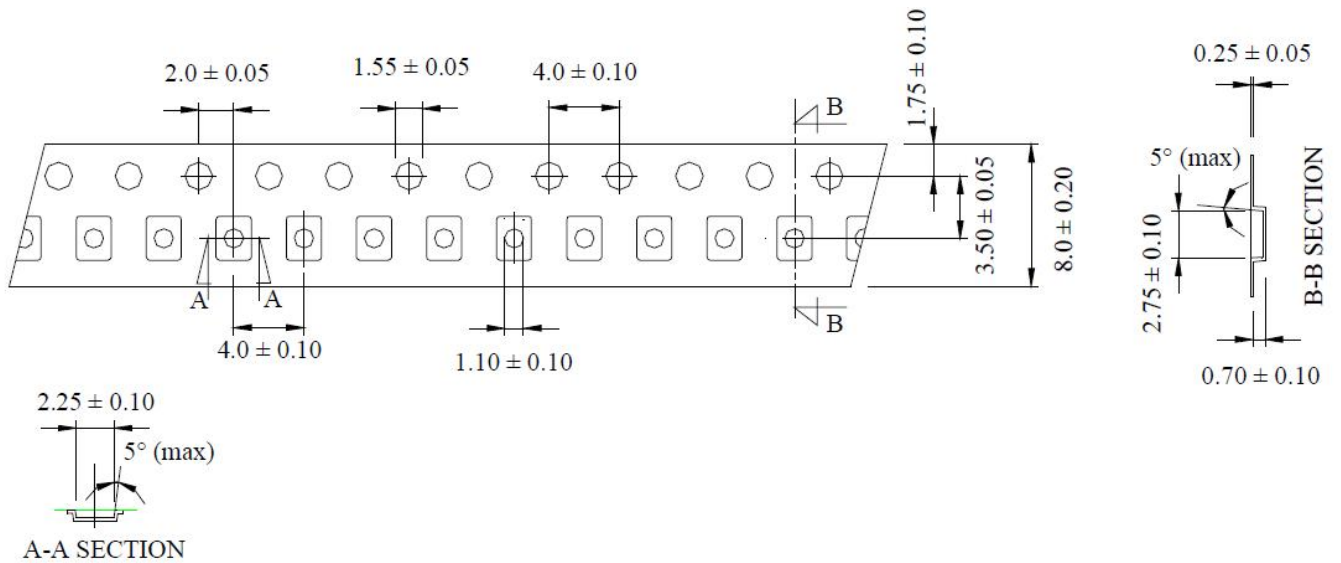 2.0 ± 0.05
1.55 ± 0.05
4.0 ± 0.10
1.75 ± 0.10
0.25 ± 0.05
B
5° (max)
3.50 ± 0.05
8.0 ± 0.20
2.75 ± 0.10
B-B SECTION
A
A
B
4.0 ± 0.10
1.10 ± 0.10
0.70 ± 0.10
2.25 ± 0.10
5° (max)
A-A SECTION